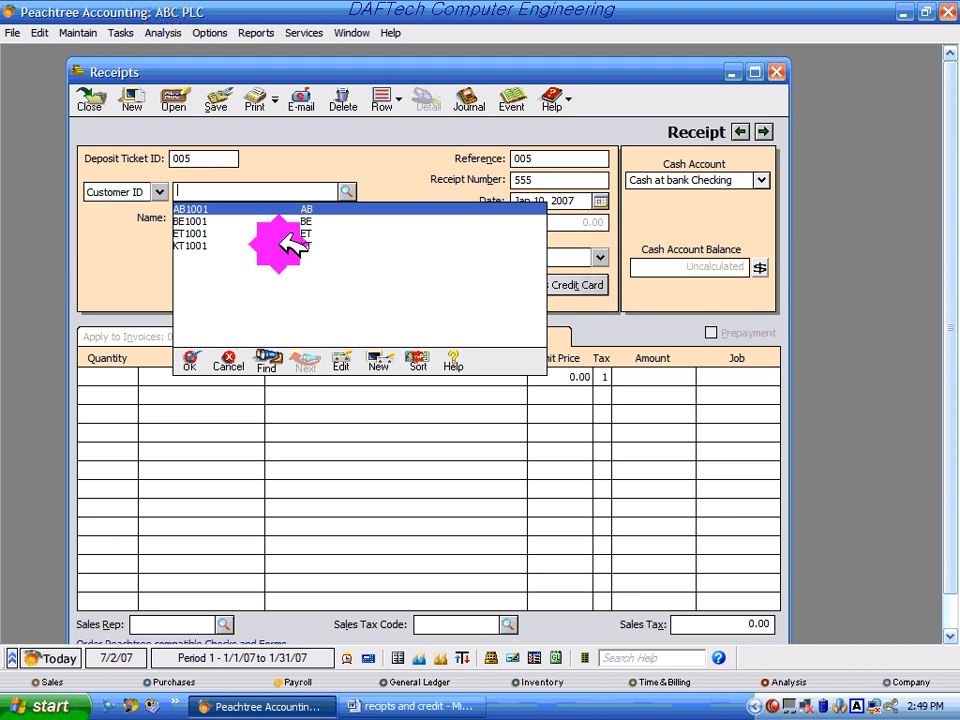 Peachtree Accounting: ABC PLC
DAFTech Computer Engineering
File Edit Maintain Tasks Analysis Options Reports Services Window Help
Receipts
Close New Open Save Print E-mail Delete Row Detail Journal Event Help
Receipt
Deposit Ticket ID: 005
Reference: 005
Cash Account
Receipt Number: 555
Cash at bank Checking
Customer ID
Date: Jan 10, 2007
Name:
AB1001 AB
BE1001 BE
ET1001 ET
KT1001
0.00
Cash Account Balance
Uncalculated
Credit Card
Apply to Invoices: 0
Prepayment
OK Cancel Find Next Edit New Sort Help
Quantity
Price Tax Amount Job
0.00 1
Sales Rep:
Sales Tax Code:
Sales Tax: 0.00
Order Peachtree compatible Checks and Forms
Today 7/2/07 Period 1 - 1/1/07 to 1/31/07 Search Help
Sales Purchases Payroll General Ledger Inventory Time & Billing Analysis Company
start Peachtree Accountin... recipts and credit - Mi... 2:49 PM